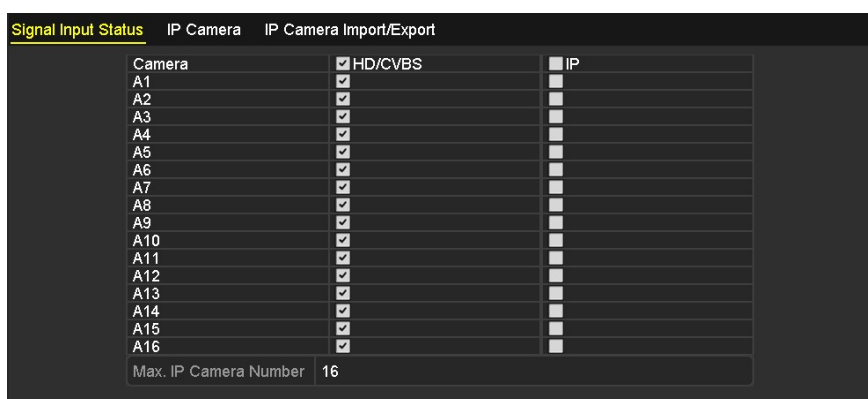 Signal Input Status IP Camera IP Camera Import/Export
Camera HD/CVBS IP
A1
A2
A3
A4
A5
A6
A7
A8
A9
A10
A11
A12
A13
A14
A15
A16
Max. IP Camera Number 16